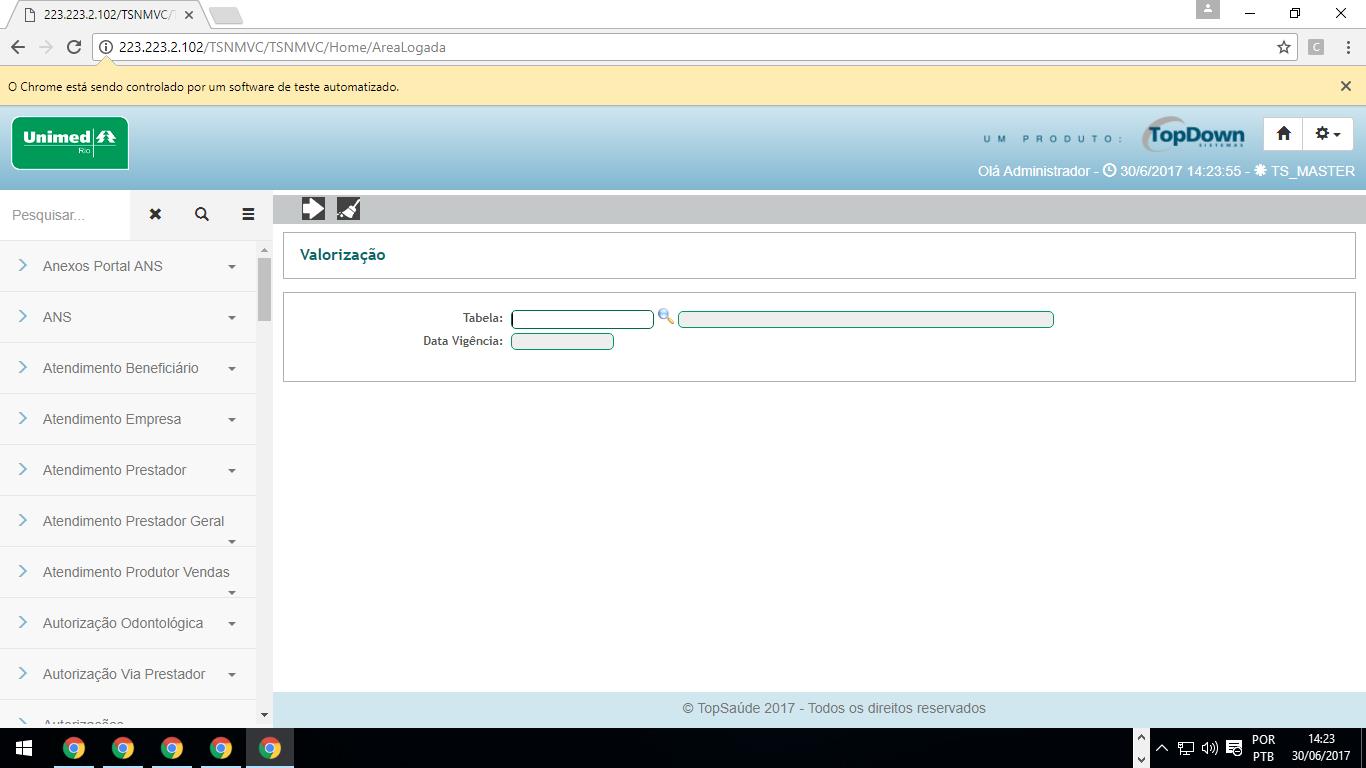 223.223.2.102/TSNMVC/
223.223.2.102/TSNMVC/TSNMVC/Home/AreaLogada
C
O Chrome está sendo controlado por um software de teste automatizado.
Unimed
Rio
UM PRODUTO:
TopDown
SISTEMAS
Olá Administrador - 30/6/2017 14:23:55 - TS_MASTER
Pesquisar...
Valorização
Tabela:
Data Vigência:
Anexos Portal ANS
ANS
Atendimento Beneficiário
Atendimento Empresa
Atendimento Prestador
Atendimento Prestador Geral
Atendimento Produtor Vendas
Autorização Odontológica
Autorização Via Prestador
Autorizações
© TopSaúde 2017 - Todos os direitos reservados
POR
PTB
14:23
30/06/2017